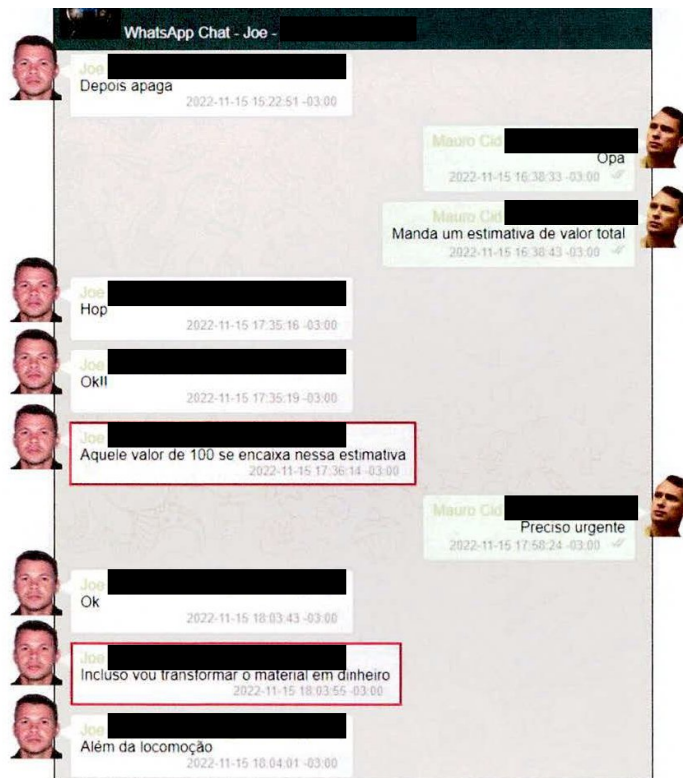 WhatsApp Chat - Joe -
Joe
Depois apaga
2022-11-15 15:22:51 -03:00
Mauro Cid
Opa
2022-11-15 16:38:33 -03:00
Mauro Cid
Manda um estimativa de valor total
2022-11-15 16:38:43 -03:00
Joe
Hop
2022-11-15 17:35:16 -03:00
Joe
Ok!!
2022-11-15 17:35:19 -03:00
Joe
Aquele valor de 100 se encaixa nessa estimativa
2022-11-15 17:36:14 -03:00
Mauro Cid
Preciso urgente
2022-11-15 17:58:24 -03:00
Joe
Ok
2022-11-15 18:03:43 -03:00
Joe
Incluso vou transformar o material em dinheiro
2022-11-15 18:03:55 -03:00
Joe
Além da locomoção
2022-11-15 18:04:01 -03:00